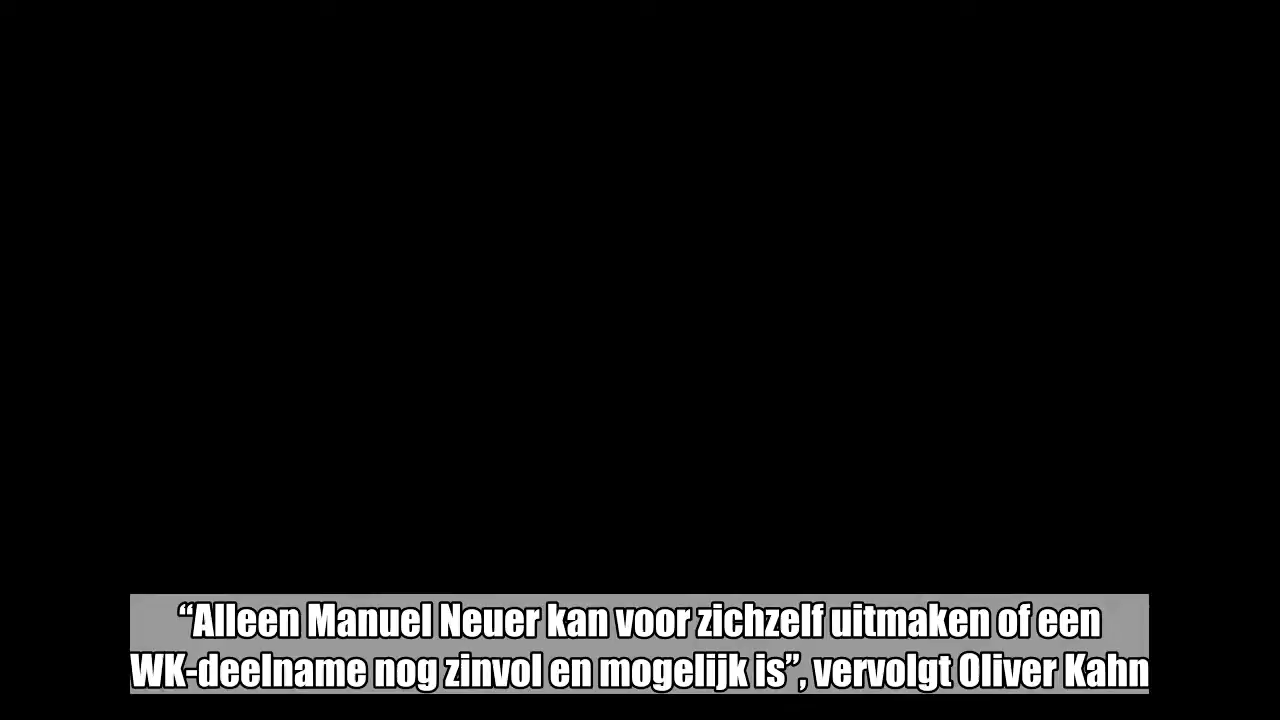 “Alleen Manuel Neuer kan voor zichzelf uitmaken of een
WK-deelname nog zinvol en mogelijk is”, vervolgt Oliver Kahn